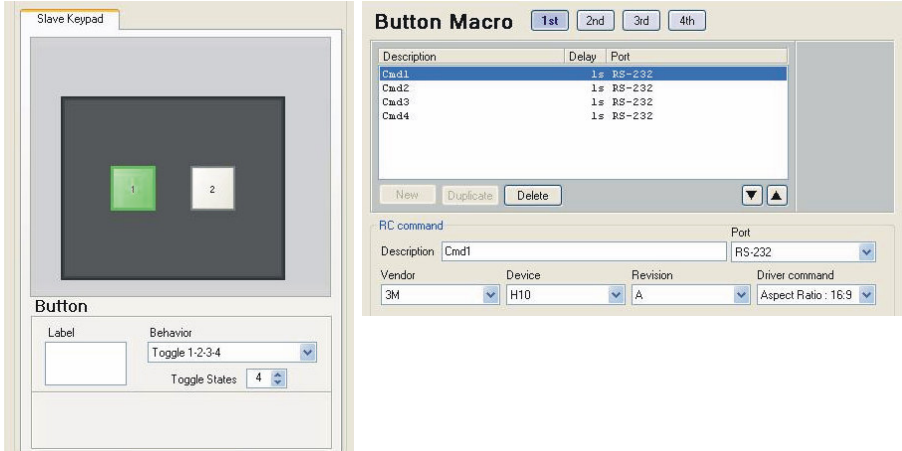 Slave Keypad
1 2
Button
Label Behavior
Toggle 1-2-3-4
Toggle States 4
Button Macro 1st 2nd 3rd 4th
Description Delay Port
Cmd1 1s RS-232
Cmd2 1s RS-232
Cmd3 1s RS-232
Cmd4 1s RS-232
New Duplicate Delete
RC command
Port
Description Cmd1 RS-232
Vendor Device Revision Driver command
3M H10 A Aspect Ratio : 16:9